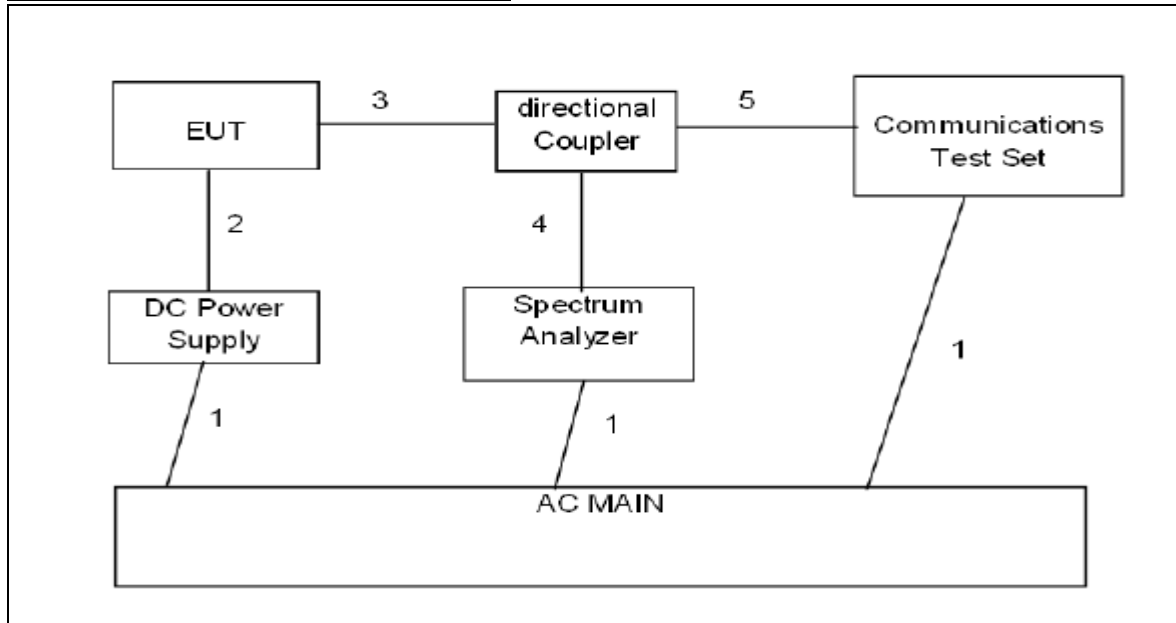 EUT
3
directional
Coupler
5
Communications
Test Set
2
4
DC Power
Supply
Spectrum
Analyzer
1
1
1
AC MAIN